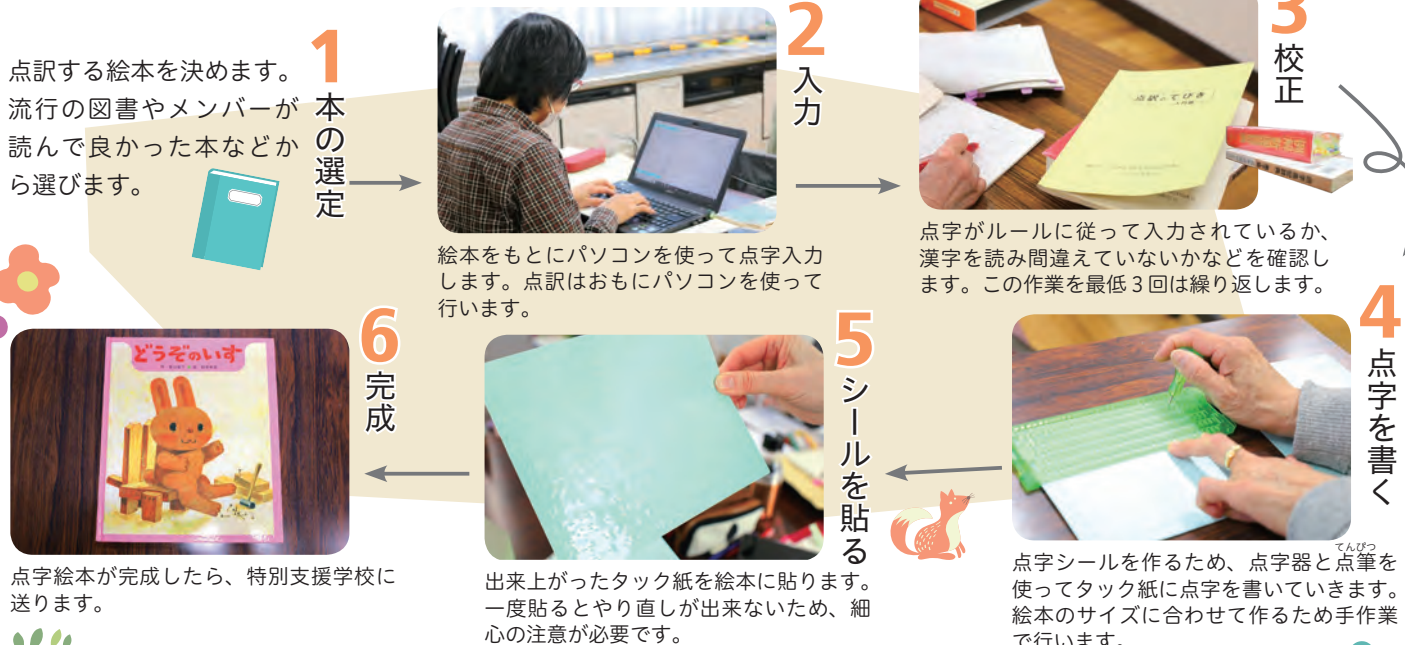 1 本の選定
点訳する絵本を決めます。
流行の図書やメンバーが
読んで良かった本などか
ら選びます。
2 入力
絵本をもとにパソコンを使って点字入力
します。点訳はおもにパソコンを使って
行います。
3 校正
点訳のてびき
点字がルールに従って入力されているか、
漢字を読み間違えていないかなどを確認し
ます。この作業を最低3回は繰り返します。
4 点字を書く
点字シールを作るため、点字器と点筆を
てんぴつ
使ってタック紙に点字を書いていきます。
絵本のサイズに合わせて作るため手作業
で行います。
5 シールを貼る
出来上がったタック紙を絵本に貼ります。
一度貼るとやり直しが出来ないため、細
心の注意が必要です。
6 完成
どうぞのいす
点字絵本が完成したら、特別支援学校に
送ります。